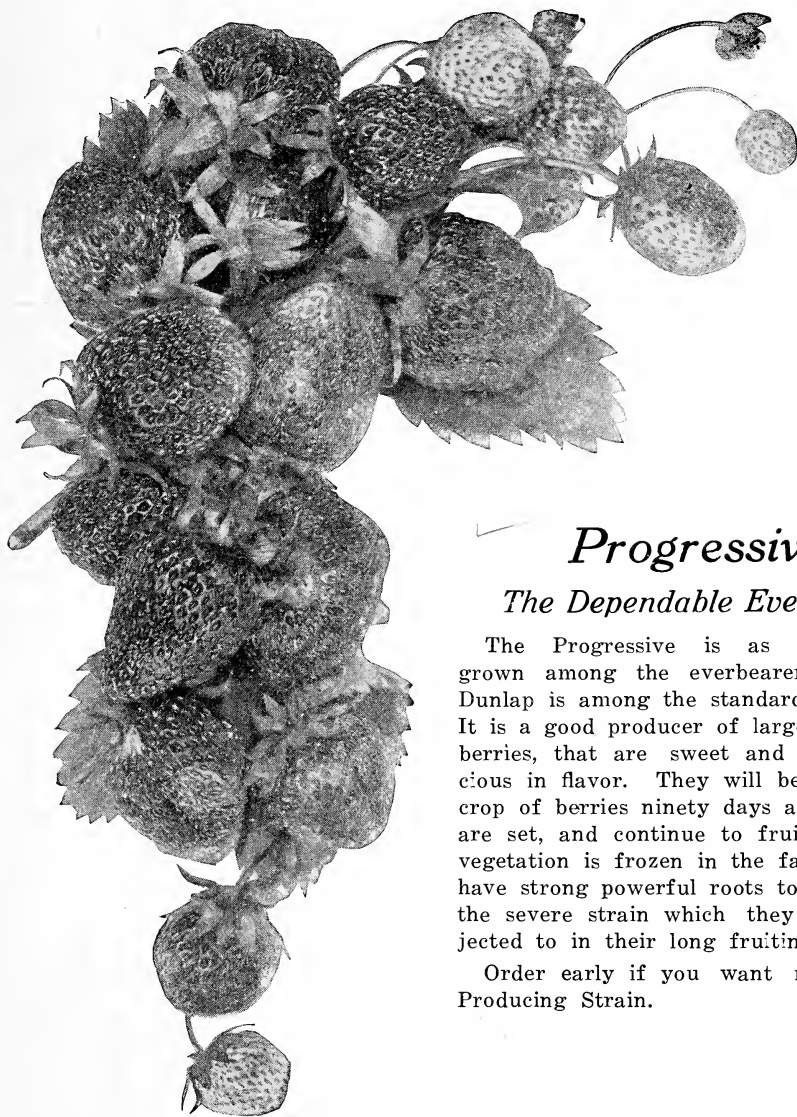 Progressiv
The Dependable Eve
The Progressive is as
grown among the everbearer
Dunlap is among the standard
It is a good producer of larg
berries, that are sweet and
cious in flavor. They will be
crop of berries ninety days a
are set, and continue to frui
vegetation is frozen in the fa
have strong powerful roots to
the severe strain which they
jected to in their long fruitin
Order early if you want
Producing Strain.